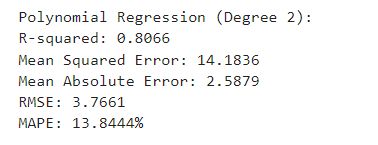 Polynomial Regression (Degree 2):
R-squared: 0.8066
Mean Squared Error: 14.1836
Mean Absolute Error: 2.5879
RMSE: 3.7661
MAPE: 13.8444%